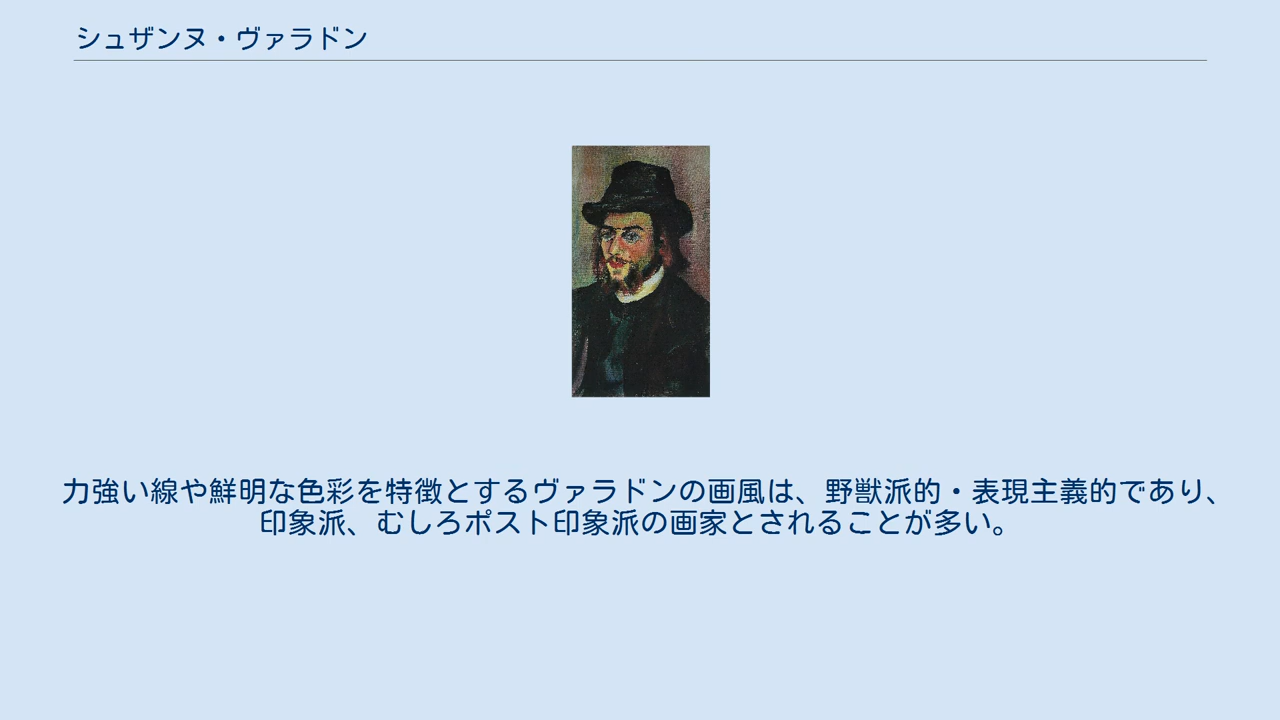 シュザンヌ・ヴァラドン
力強い線や鮮明な色彩を特徴とするヴァラドンの画風は、野獣派的・表現主義的であり、
印象派、むしろポスト印象派の画家とされることが多い。